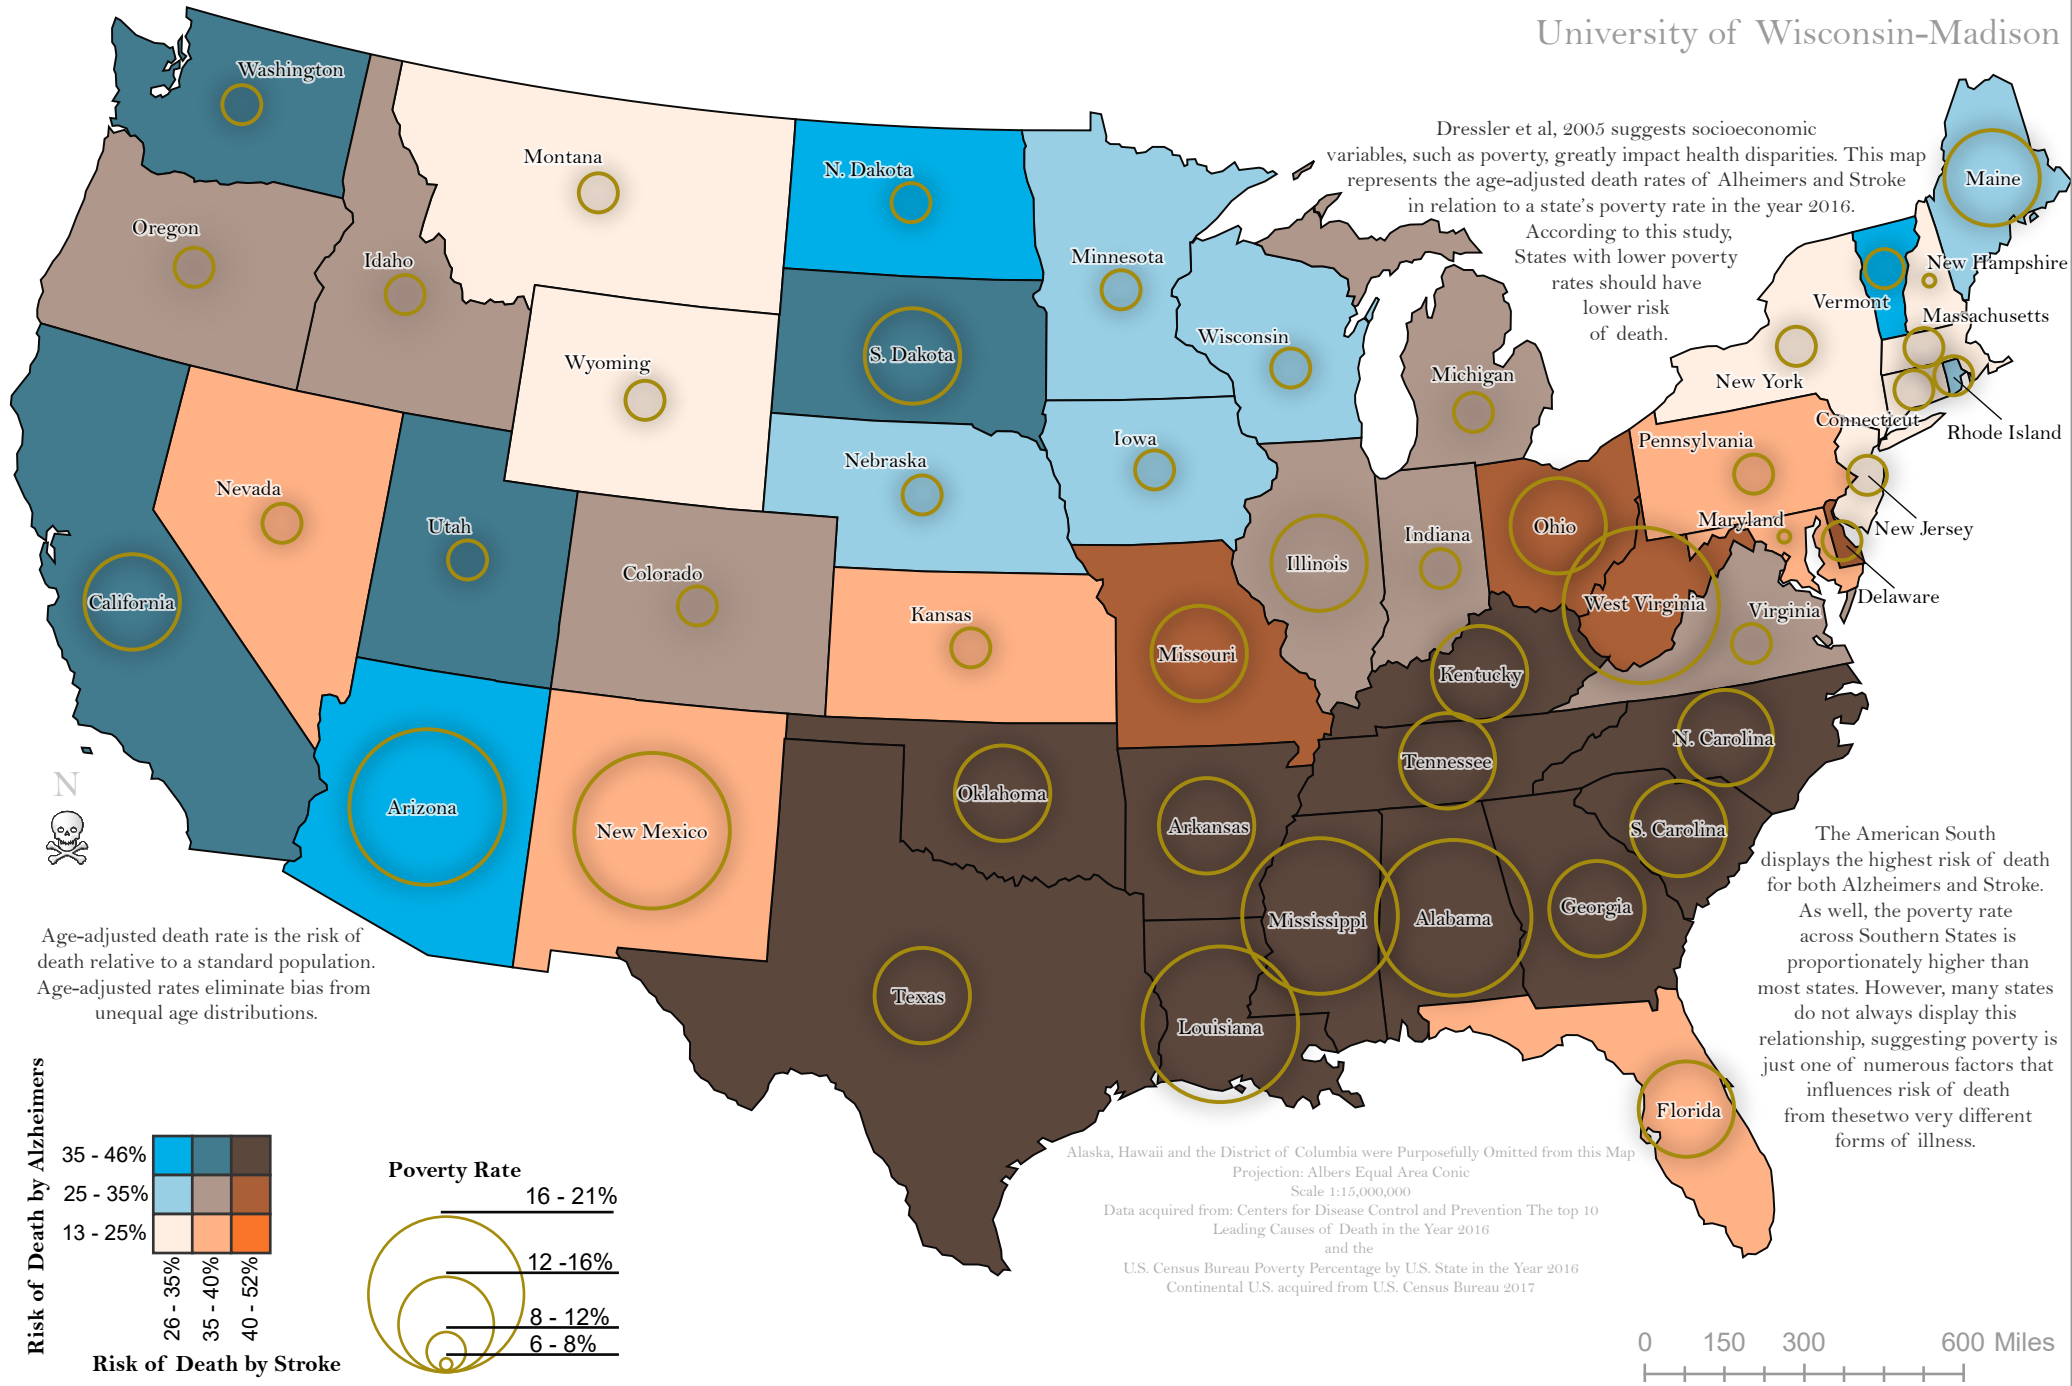 University of Wisconsin-Madison
Dressler et al, 2005 suggests socioeconomic
variables, such as poverty, greatly impact health disparities. This map
represents the age-adjusted death rates of Alheimers and Stroke
in relation to a state's poverty rate in the year 2016.
According to this study,
States with lower poverty
rates should have
lower risk
of death.
Washington
Montana
N. Dakota
Oregon
Idaho
Minnesota
Maine
New Hampshire
Vermont
Massachusetts
Wyoming
S. Dakota
Wisconsin
Michigan
New York
Connecticut
Rhode Island
Nevada
Nebraska
Iowa
Pennsylvania
Utah
California
Colorado
Kansas
Illinois
Indiana
Ohio
Maryland
New Jersey
West Virginia
Virginia
Delaware
Missouri
Kentucky
Arizona
New Mexico
Oklahoma
Arkansas
Tennessee
N. Carolina
S. Carolina
Texas
Louisiana
Mississippi
Alabama
Georgia
Florida
N
Age-adjusted death rate is the risk of
death relative to a standard population.
Age-adjusted rates eliminate bias from
unequal age distributions.
The American South
displays the highest risk of death
for both Alzheimers and Stroke.
As well, the poverty rate
across Southern States is
proportionately higher than
most states. However, many states
do not always display this
relationship, suggesting poverty is
just one of numerous factors that
influences risk of death
from thesetwo very different
forms of illness.
Risk of Death by Alzheimers
35 - 46%
25 - 35%
13 - 25%
26 - 35%
35 - 40%
40 - 52%
Risk of Death by Stroke
Poverty Rate
16 - 21%
12 -16%
8 - 12%
6 - 8%
Alaska, Hawaii and the District of Columbia were Purposefully Omitted from this Map
Projection: Albers Equal Area Conic
Scale 1:15,000,000
Data acquired from: Centers for Disease Control and Prevention The top 10
Leading Causes of Death in the Year 2016
and the
U.S. Census Bureau Poverty Percentage by U.S. State in the Year 2016
Continental U.S. acquired from U.S. Census Bureau 2017
0 150 300 600 Miles